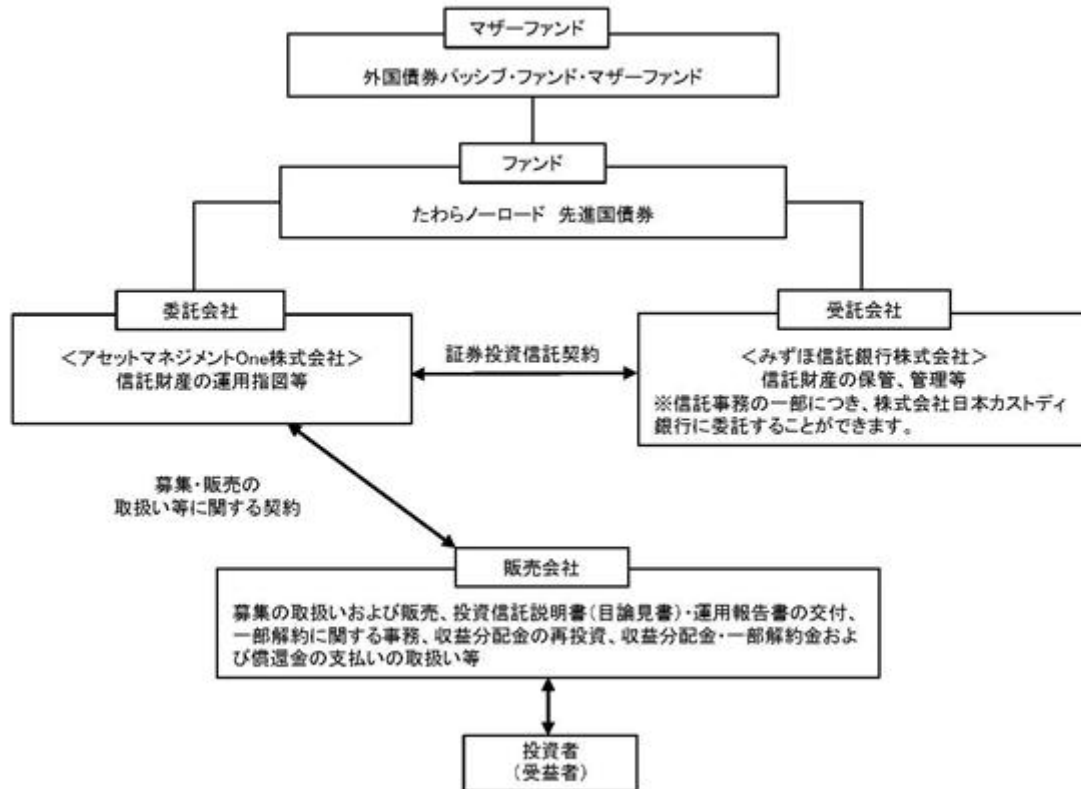 マザーファンド
外国債券パッシブ・ファンド・マザーファンド
ファンド
たわらノーロード 先進国債券
委託会社
＜アセットマネジメントOne株式会社＞
信託財産の運用指図等
証券投資信託契約
受託会社
＜みずほ信託銀行株式会社＞
信託財産の保管、管理等
※信託事務の一部につき、株式会社日本カストディ
銀行に委託することができます。
募集・販売の
取扱い等に関する契約
販売会社
募集の取扱いおよび販売、投資信託説明書（目論見書）・運用報告書の交付、
一部解約に関する事務、収益分配金の再投資、収益分配金・一部解約金およ
び償還金の支払いの取扱い等
投資者
（受益者）